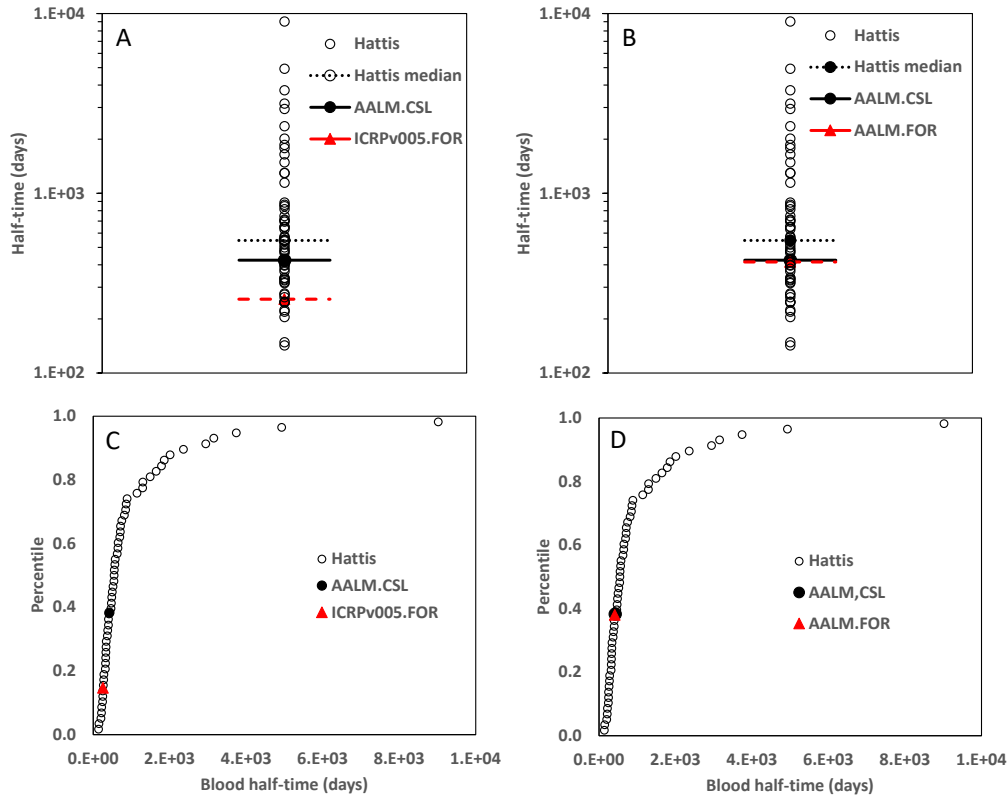 A
1.E+04
1.E+03
1.E+02
Half-time (days)
Hattis
Hattis median
AALM.CSL
ICRPv005.FOR
B
1.E+04
1.E+03
1.E+02
Half-time (days)
Hattis
Hattis median
AALM.CSL
AALM.FOR
C
1.0
0.8
0.6
0.4
0.2
0.0
Percentile
Hattis
AALM.CSL
ICRPv005.FOR
0.E+00 2.E+03 4.E+03 6.E+03 8.E+03 1.E+04
Blood half-time (days)
D
1.0
0.8
0.6
0.4
0.2
0.0
Percentile
Hattis
AALM,CSL
AALM.FOR
0.E+00 2.E+03 4.E+03 6.E+03 8.E+03 1.E+04
Blood half-time (days)